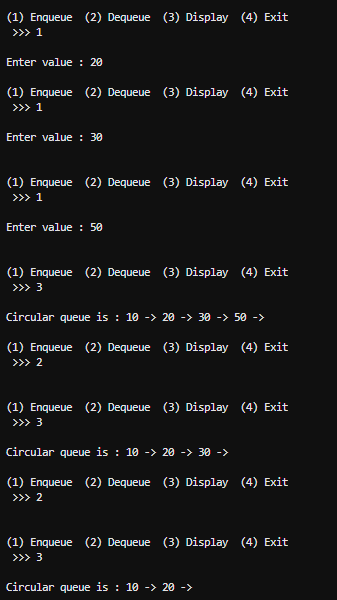 (1) Enqueue (2) Dequeue (3) Display (4) Exit
>>> 1
Enter value : 20
(1) Enqueue (2) Dequeue (3) Display (4) Exit
>>> 1
Enter value : 30
(1) Enqueue (2) Dequeue (3) Display (4) Exit
>>> 1
Enter value : 50
(1) Enqueue (2) Dequeue (3) Display (4) Exit
>>> 3
Circular queue is : 10 -> 20 -> 30 -> 50 ->
(1) Enqueue (2) Dequeue (3) Display (4) Exit
>>> 2
(1) Enqueue (2) Dequeue (3) Display (4) Exit
>>> 3
Circular queue is : 10 -> 20 -> 30 ->
(1) Enqueue (2) Dequeue (3) Display (4) Exit
>>> 2
(1) Enqueue (2) Dequeue (3) Display (4) Exit
>>> 3
Circular queue is : 10 -> 20 ->